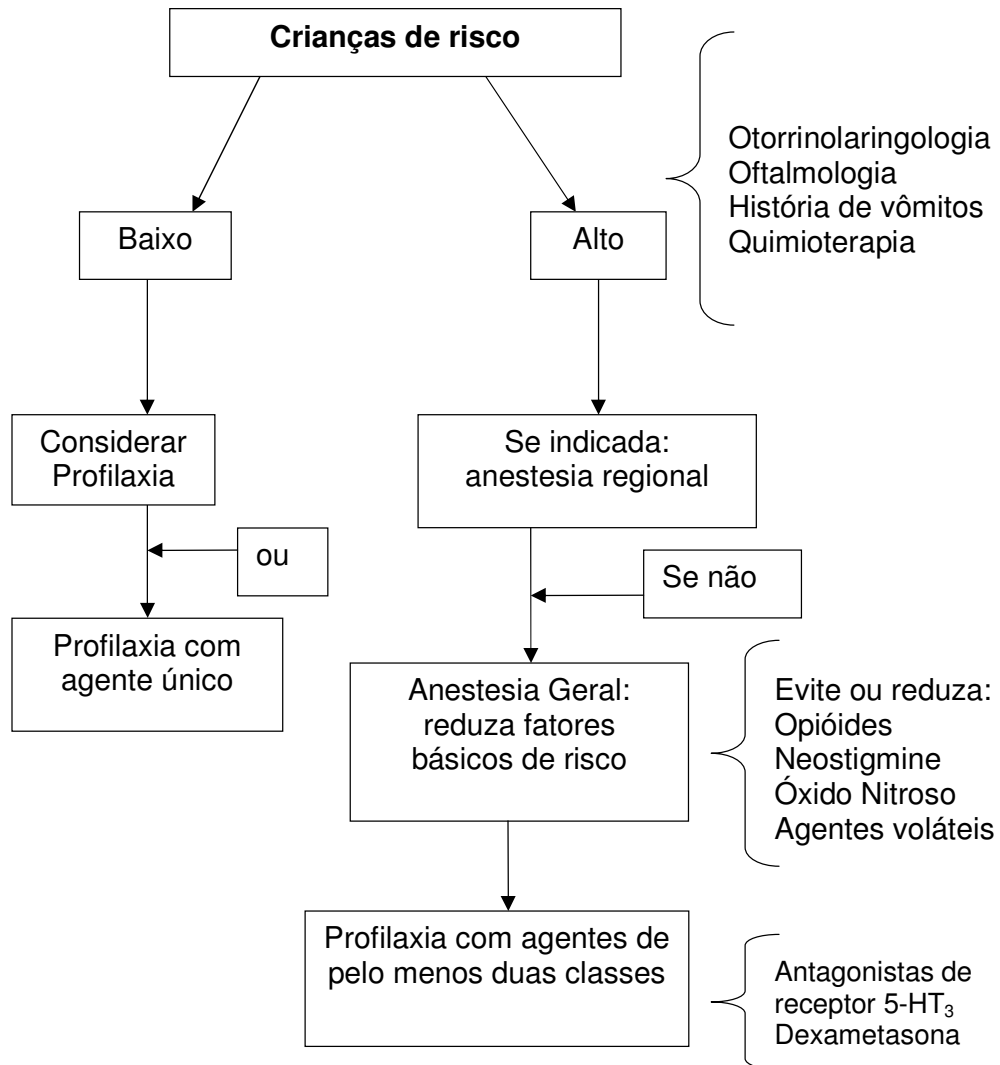 Crianças de risco
Otorrinolaringologia
Oftalmologia
História de vômitos
Quimioterapia
Baixo
Alto
Considerar
Profilaxia
Se indicada:
anestesia regional
ou
Se não
Profilaxia com
agente único
Anestesia Geral:
reduza fatores
básicos de risco
Evite ou reduza:
Opióides
Neostigmine
Óxido Nitroso
Agentes voláteis
Profilaxia com agentes de
pelo menos duas classes
Antagonistas de
receptor 5-HT₃
Dexametasona